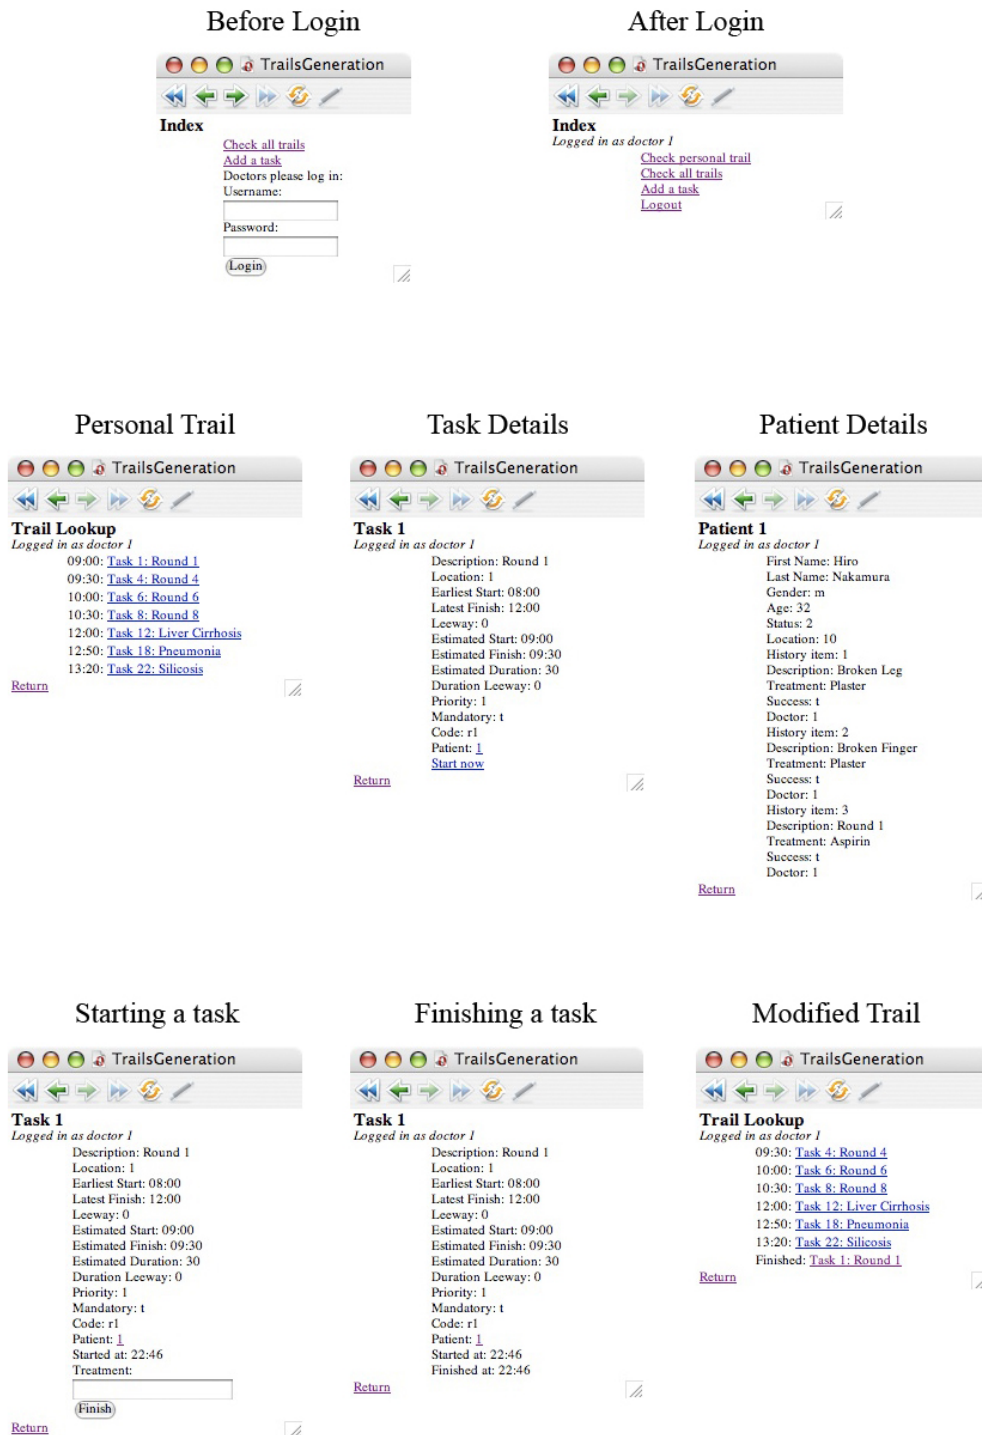 Before Login
TrailsGeneration
Index
Check all trails
Add a task
Doctors please log in:
Username:
Password:
Login
After Login
TrailsGeneration
Index
Logged in as doctor 1
Check personal trail
Check all trails
Add a task
Logout
Personal Trail
TrailsGeneration
Trail Lookup
Logged in as doctor 1
09:00: Task 1: Round 1
09:30: Task 4: Round 4
10:00: Task 6: Round 6
10:30: Task 8: Round 8
12:00: Task 12: Liver Cirrhosis
12:50: Task 18: Pneumonia
13:20: Task 22: Silicosis
Return
Task Details
TrailsGeneration
Task 1
Logged in as doctor 1
Description: Round 1
Location: 1
Earliest Start: 08:00
Latest Finish: 12:00
Leeway: 0
Estimated Start: 09:00
Estimated Finish: 09:30
Estimated Duration: 30
Duration Leeway: 0
Priority: 1
Mandatory: t
Code: r1
Patient: 1
Start now
Return
Patient Details
TrailsGeneration
Patient 1
Logged in as doctor 1
First Name: Hiro
Last Name: Nakamura
Gender: m
Age: 32
Status: 2
Location: 10
History item: 1
Description: Broken Leg
Treatment: Plaster
Success: t
Doctor: 1
History item: 2
Description: Broken Finger
Treatment: Plaster
Success: t
Doctor: 1
History item: 3
Description: Round 1
Treatment: Aspirin
Success: t
Doctor: 1
Return
Starting a task
TrailsGeneration
Task 1
Logged in as doctor 1
Description: Round 1
Location: 1
Earliest Start: 08:00
Latest Finish: 12:00
Leeway: 0
Estimated Start: 09:00
Estimated Finish: 09:30
Estimated Duration: 30
Duration Leeway: 0
Priority: 1
Mandatory: t
Code: r1
Patient: 1
Started at: 22:46
Treatment:
Finish
Return
Finishing a task
TrailsGeneration
Task 1
Logged in as doctor 1
Description: Round 1
Location: 1
Earliest Start: 08:00
Latest Finish: 12:00
Leeway: 0
Estimated Start: 09:00
Estimated Finish: 09:30
Estimated Duration: 30
Duration Leeway: 0
Priority: 1
Mandatory: t
Code: r1
Patient: 1
Started at: 22:46
Finished at: 22:46
Return
Modified Trail
TrailsGeneration
Trail Lookup
Logged in as doctor 1
09:30: Task 4: Round 4
10:00: Task 6: Round 6
10:30: Task 8: Round 8
12:00: Task 12: Liver Cirrhosis
12:50: Task 18: Pneumonia
13:20: Task 22: Silicosis
Finished: Task 1: Round 1
Return